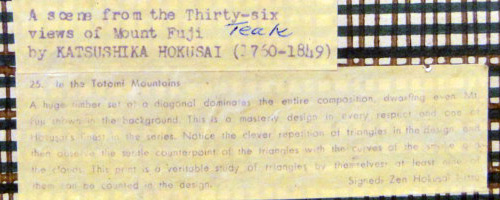 A scene from the Thirty-six
views of Mount Fuji Teak
by KATSUSHIKA HOKUSAI (1760-1849)
25. In the Totomi Mountains
A huge timber set at a diagonal dominates the entire composition, dwarfing even Mt.
Fuji shown in the background. This is a masterly design in every respect and one of
Hokusai's finest in the series. Notice the clever repetition of triangles in the design and
then observe the subtle counterpoint of the triangles with the curves of the smoke and
the clouds. This print is a veritable study of triangles by themselves at least nine of
them can be counted in the design. Signed: Zen Hokusai Iitsu